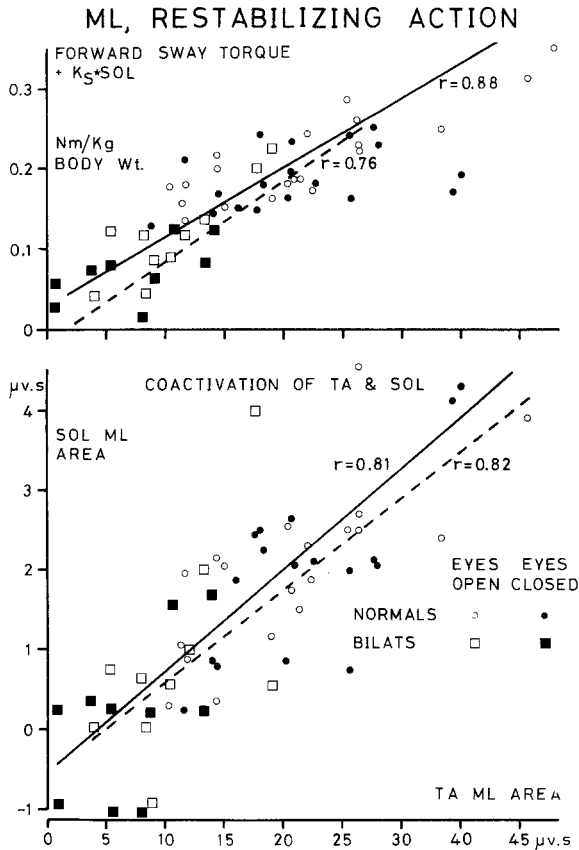 ML, RESTABILIZING ACTION
FORWARD SWAY TORQUE
+ KS*SOL
Nm/Kg
BODY Wt.
0.3
0.2
0.1
0
r=0.88
r=0.76
μv.s
COACTIVATION OF TA & SOL
4
SOL ML
AREA
r=0.81
r=0.82
3
EYES EYES
OPEN CLOSED
2
NORMALS
BILATS
1
0
-1
TA ML AREA
0 5 10 15 20 25 30 35 40 45 μv.s